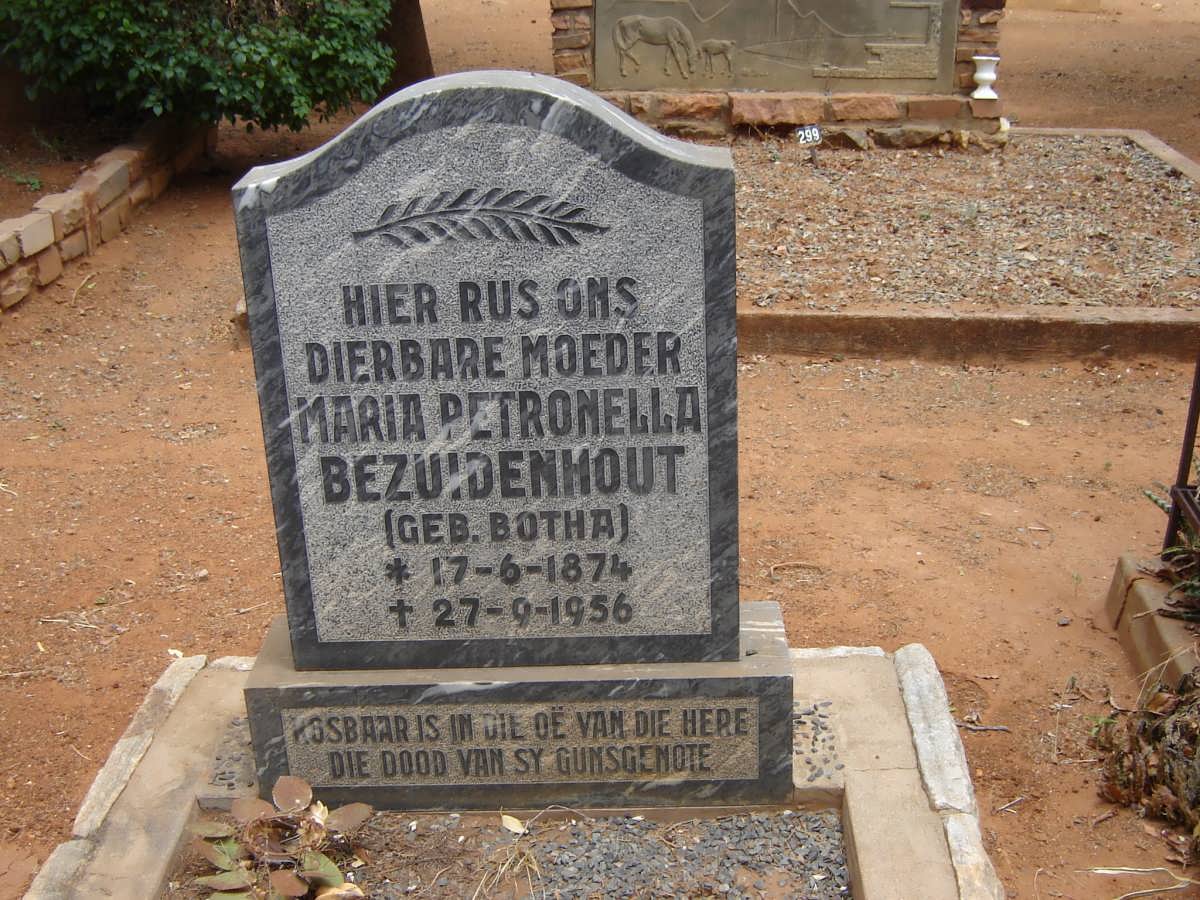 299
HIER RUS ONS
DIERBARE MOEDER
MARIA PETRONELLA
BEZUIDENHOUT
(GEB. BOTHA)
* 17-6-1874
† 27-9-1956
KOSBAAR IS IN DIE OË VAN DIE HERE
DIE DOOD VAN SY GUNSGENOTE